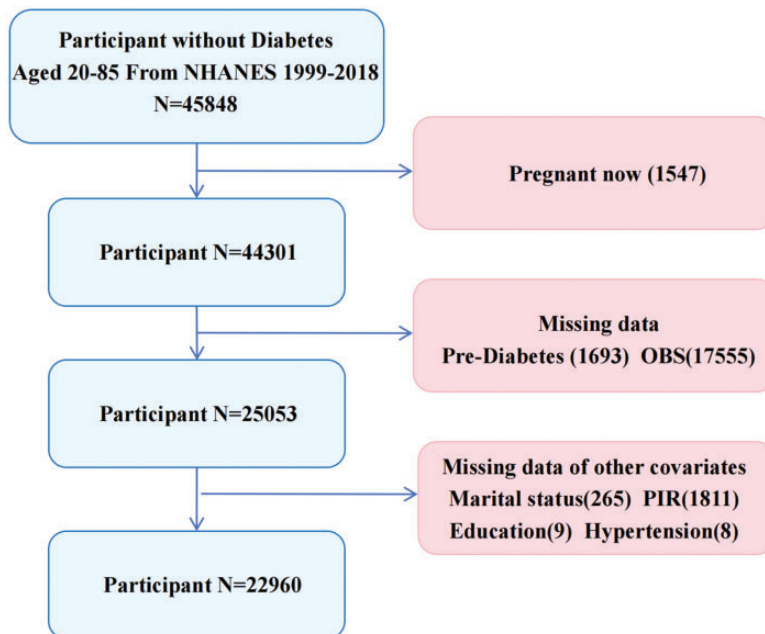 Participant without Diabetes
Aged 20-85 From NHANES 1999-2018
N=45848
Pregnant now (1547)
Participant N=44301
Missing data
Pre-Diabetes (1693) OBS(17555)
Participant N=25053
Missing data of other covariates
Marital status(265) PIR(1811)
Education(9) Hypertension(8)
Participant N=22960